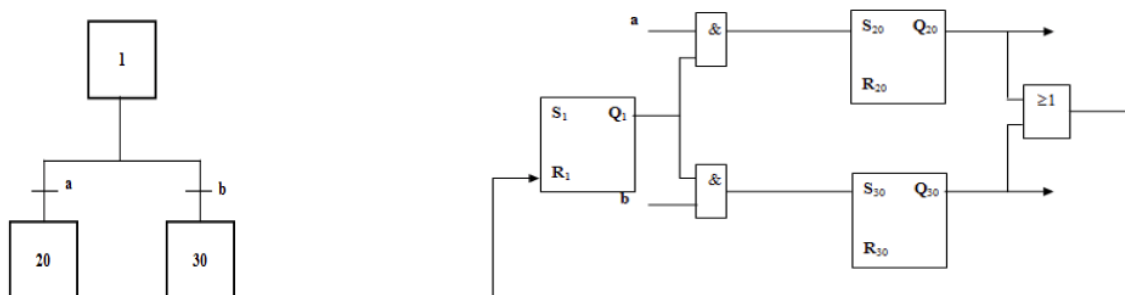 1
a
b
20
30
a
&
S₂₀ Q₂₀
R₂₀
≥1
S₁ Q₁
R₁
b
&
S₃₀ Q₃₀
R₃₀